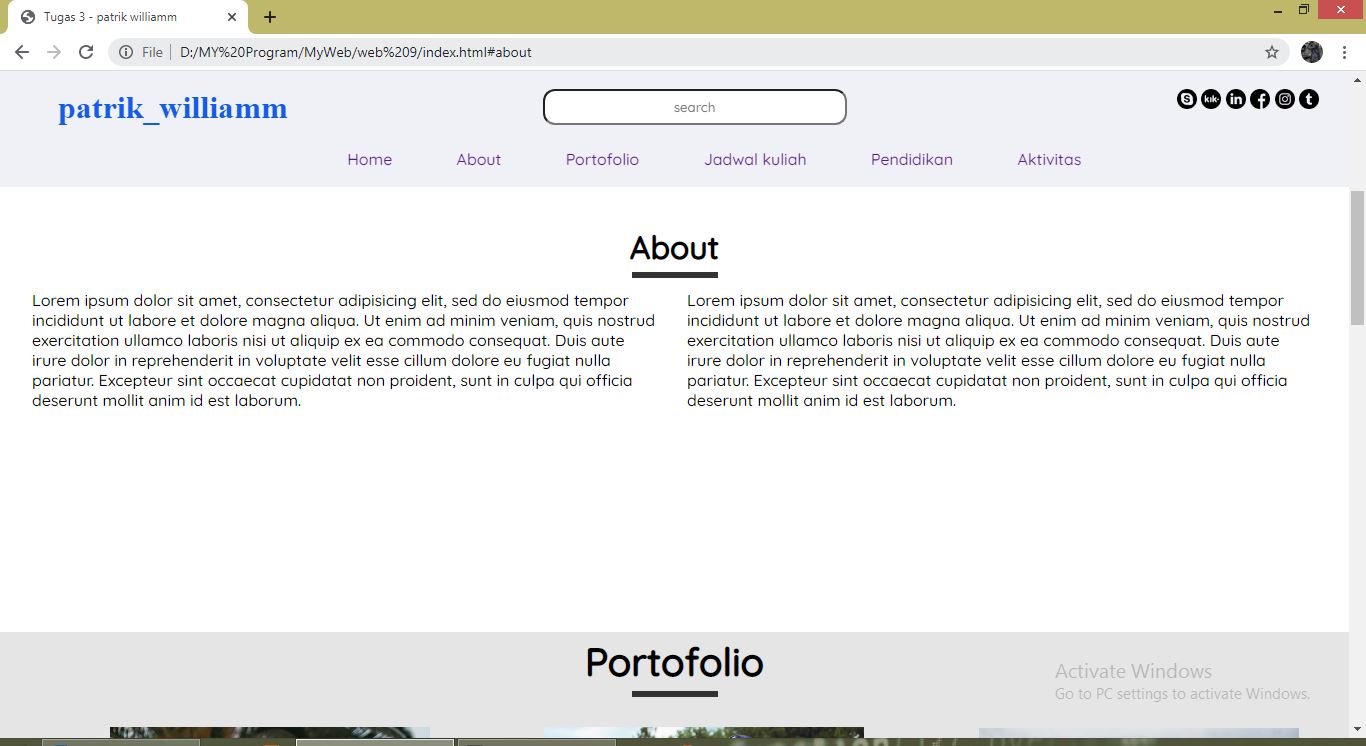 Tugas 3 - patrik williamm
File
D:/MY%20Program/MyWeb/web%209/index.html#about
patrik_williamm
search
kik
in
t
Home About Portofolio Jadwal kuliah Pendidikan Aktivitas
About
Lorem ipsum dolor sit amet, consectetur adipisicing elit, sed do eiusmod tempor
incididunt ut labore et dolore magna aliqua. Ut enim ad minim veniam, quis nostrud
exercitation ullamco laboris nisi ut aliquip ex ea commodo consequat. Duis aute
irure dolor in reprehenderit in voluptate velit esse cillum dolore eu fugiat nulla
pariatur. Excepteur sint occaecat cupidatat non proident, sunt in culpa qui officia
deserunt mollit anim id est laborum.
Lorem ipsum dolor sit amet, consectetur adipisicing elit, sed do eiusmod tempor
incididunt ut labore et dolore magna aliqua. Ut enim ad minim veniam, quis nostrud
exercitation ullamco laboris nisi ut aliquip ex ea commodo consequat. Duis aute
irure dolor in reprehenderit in voluptate velit esse cillum dolore eu fugiat nulla
pariatur. Excepteur sint occaecat cupidatat non proident, sunt in culpa qui officia
deserunt mollit anim id est laborum.
Portofolio
Activate Windows
Go to PC settings to activate Windows.